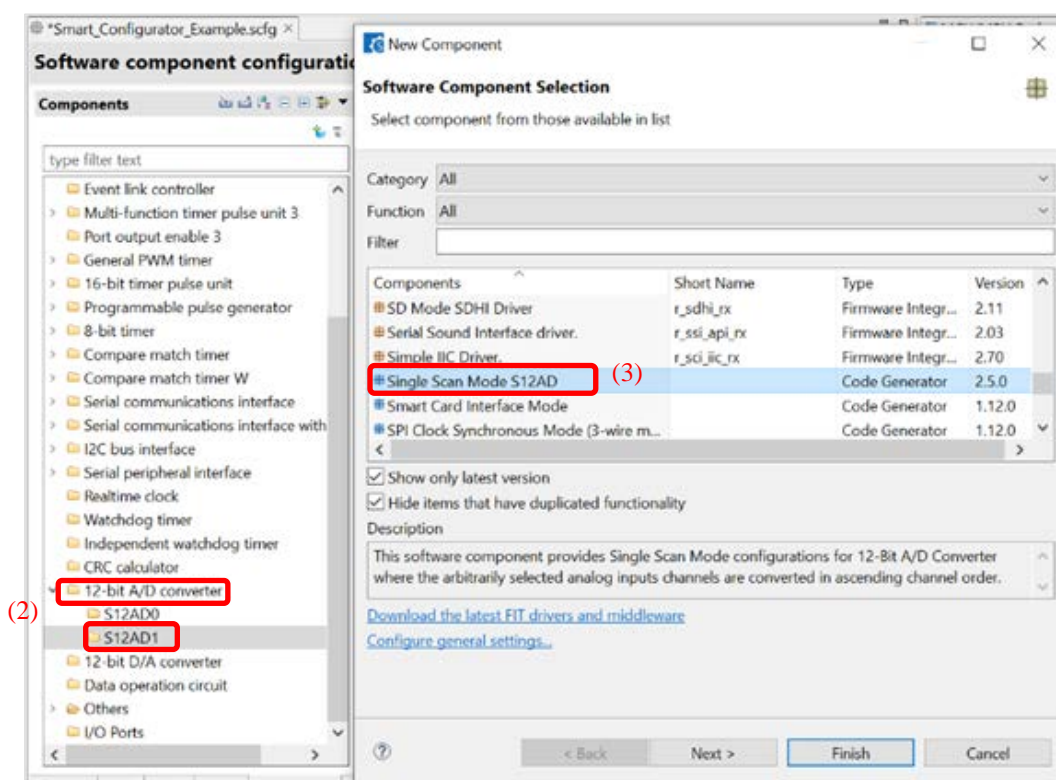 *Smart_Configurator_Example.scfg
Software component configuratio
Components
type filter text
Event link controller
Multi-function timer pulse unit 3
Port output enable 3
General PWM timer
16-bit timer pulse unit
Programmable pulse generator
8-bit timer
Compare match timer
Compare match timer W
Serial communications interface
Serial communications interface with
I2C bus interface
Serial peripheral interface
Realtime clock
Watchdog timer
Independent watchdog timer
CRC calculator
12-bit A/D converter
(2)
S12AD0
S12AD1
12-bit D/A converter
Data operation circuit
Others
I/O Ports
New Component
Software Component Selection
Select component from those available in list
Category All
Function All
Filter
Components Short Name Type Version
SD Mode SDHI Driver r_sdhi_rx Firmware Integr... 2.11
Serial Sound Interface driver. r_ssi_api_rx Firmware Integr... 2.03
Simple IIC Driver. r_sci_iic_rx Firmware Integr... 2.70
Single Scan Mode S12AD (3) Code Generator 2.5.0
Smart Card Interface Mode Code Generator 1.12.0
SPI Clock Synchronous Mode (3-wire m... Code Generator 1.12.0
Show only latest version
Hide items that have duplicated functionality
Description
This software component provides Single Scan Mode configurations for 12-Bit A/D Converter
where the arbitrarily selected analog inputs channels are converted in ascending channel order.
Download the latest FIT drivers and middleware
Configure general settings...
< Back Next > Finish Cancel